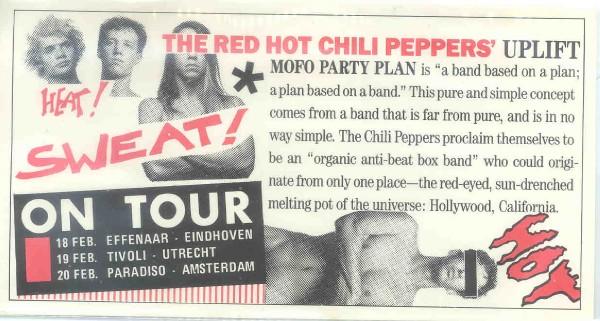 THE RED HOT CHILI PEPPERS' UPLIFT
MOFO PARTY PLAN is “a band based on a plan;
a plan based on a band.” This pure and simple concept
comes from a band that is far from pure, and is in no
way simple. The Chili Peppers proclaim themselves to
be an “organic anti-beat box band” who could origi-
nate from only one place—the red-eyed, sun-drenched
melting pot of the universe: Hollywood, California.
HEAT!
*
SWEAT!
ON TOUR
18 FEB. EFFENAAR · EINDHOVEN
19 FEB. TIVOLI · UTRECHT
20 FEB. PARADISO · AMSTERDAM
HOT